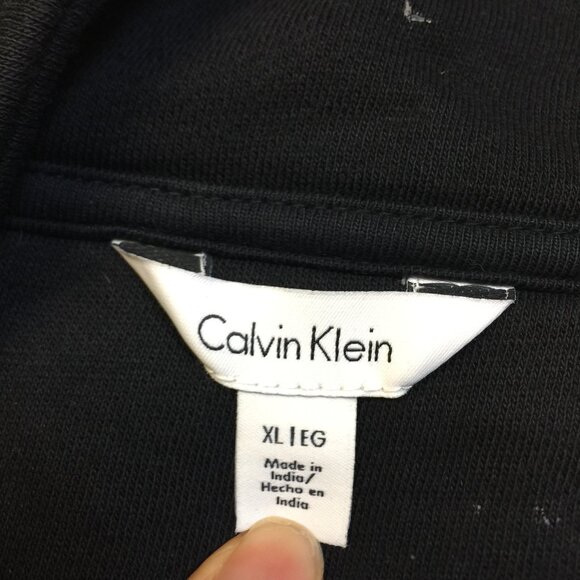 Calvin Klein
XL | EG
Made in
India/
Hecho en
India